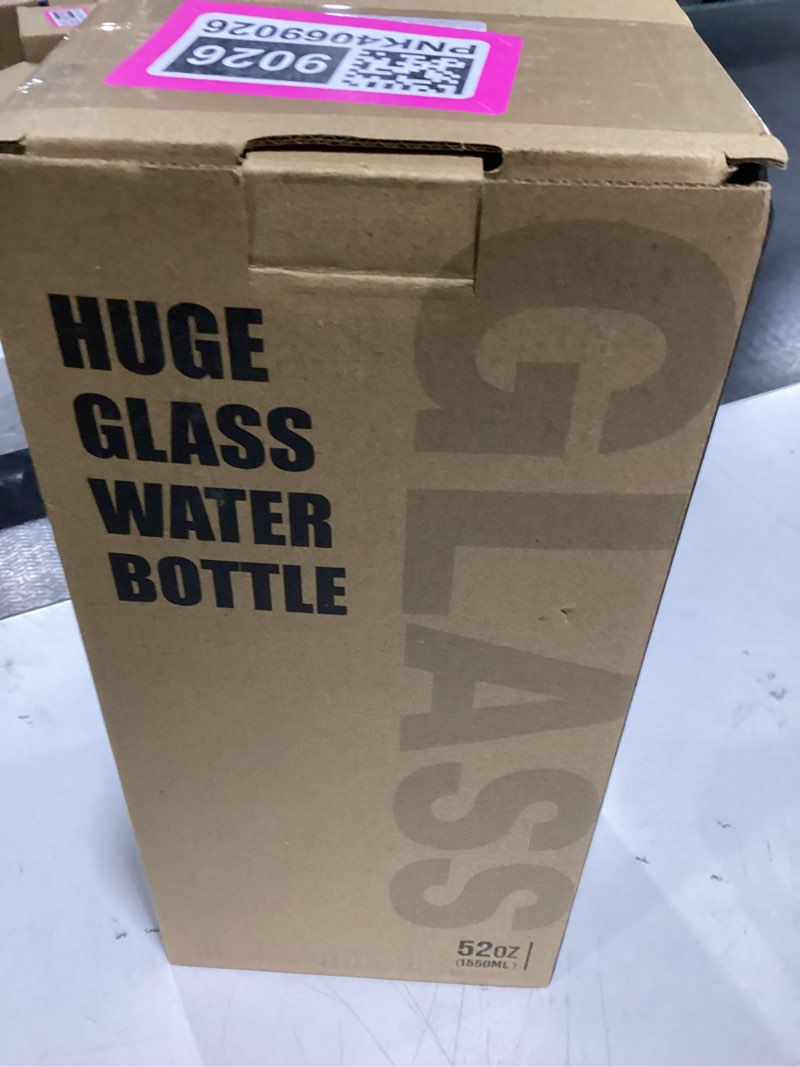 PNK4069026
9026
HUGE
GLASS
WATER
BOTTLE
GLASS
52OZ
(1550ML)